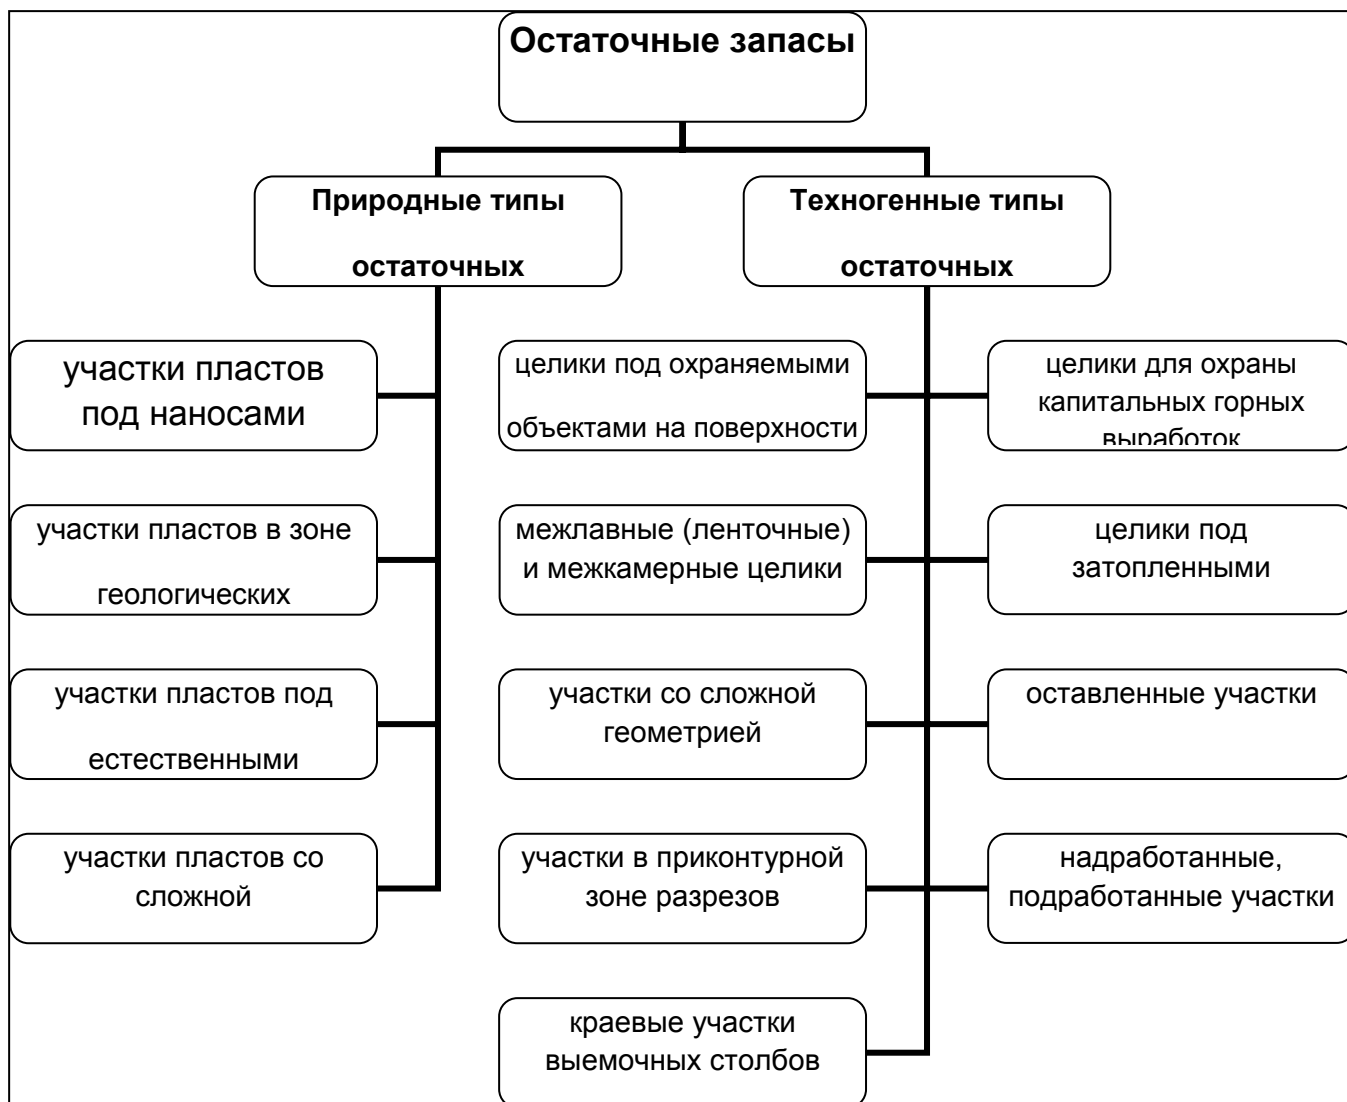 Остаточные запасы
Природные типы
остаточных
Техногенные типы
остаточных
участки пластов
под наносами
целики под охраняемыми
объектами на поверхности
целики для охраны
капитальных горных
выработок
участки пластов в зоне
геологических
межлавные (ленточные)
и межкамерные целики
целики под
затопленными
участки пластов под
естественными
участки со сложной
геометрией
оставленные участки
участки пластов со
сложной
участки в приконтурной
зоне разрезов
надработанные,
подработанные участки
краевые участки
выемочных столбов